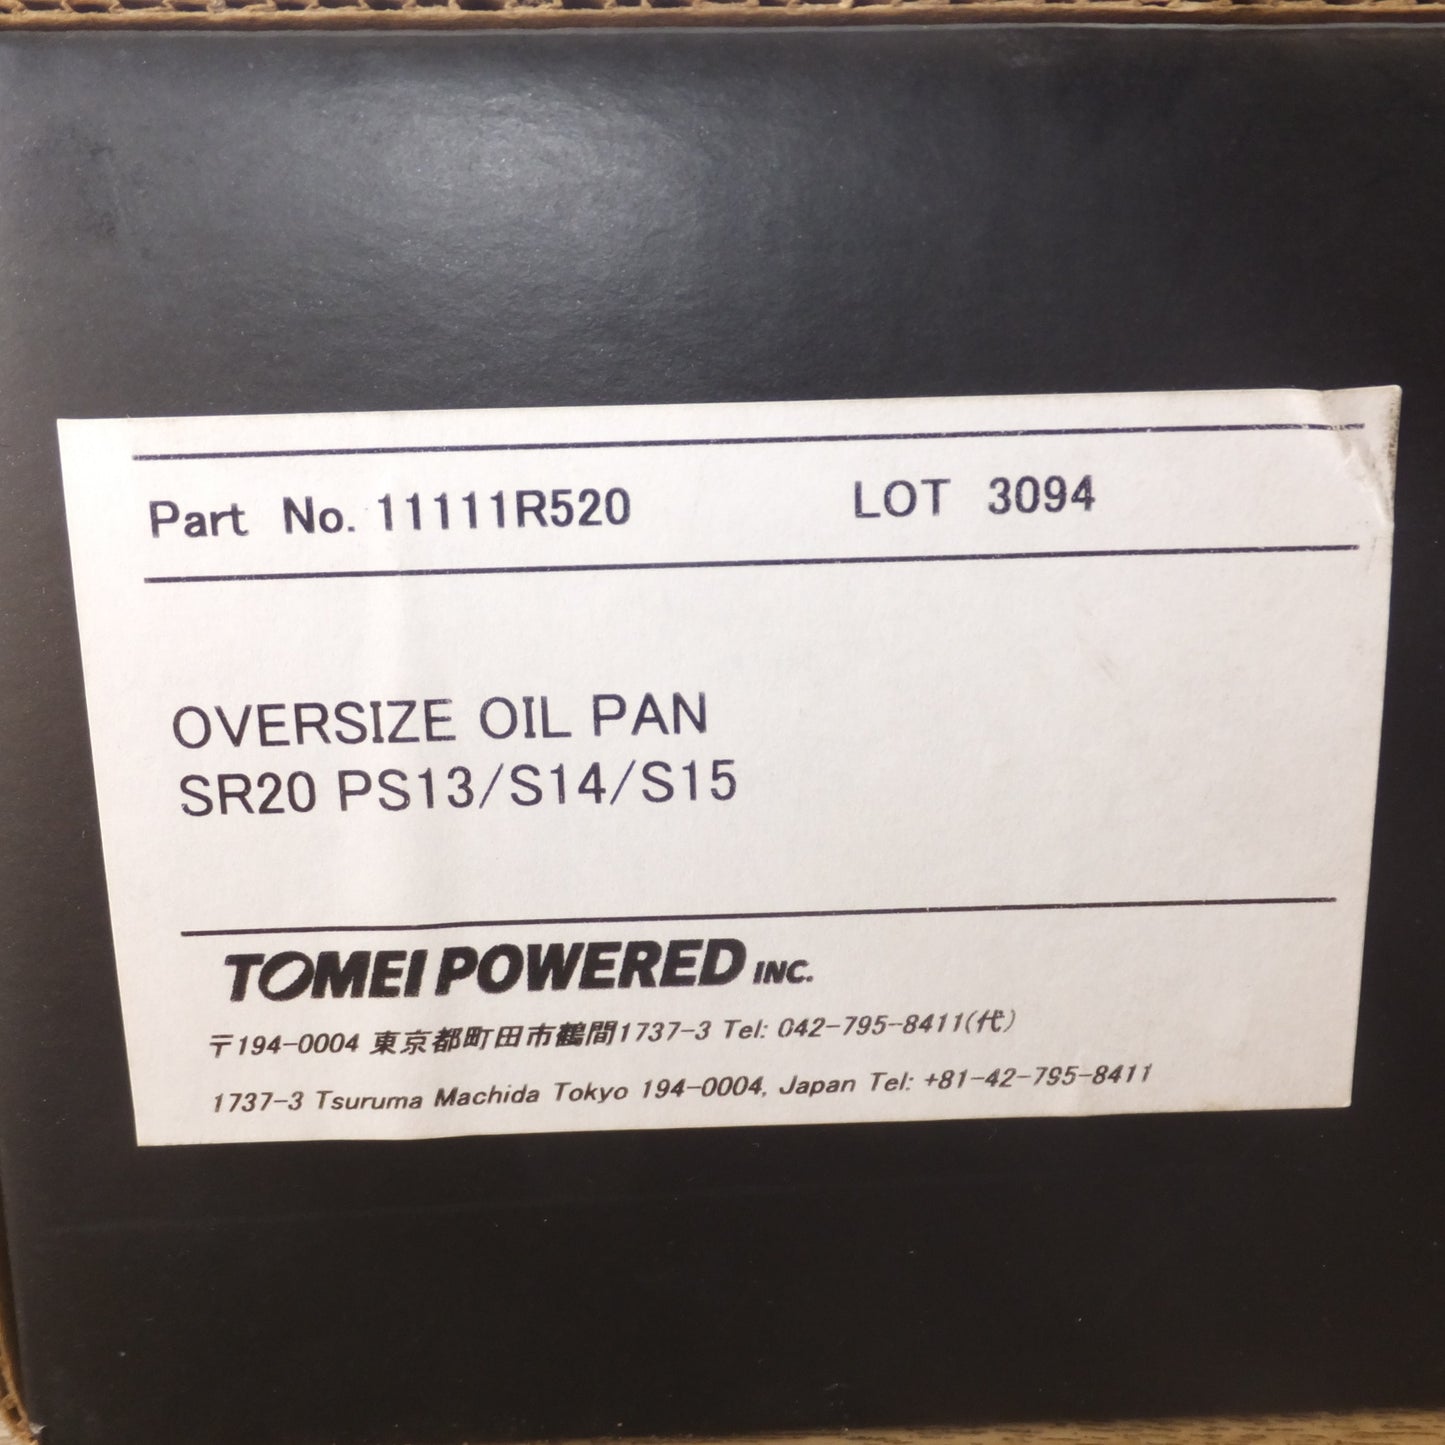 Part No. 11111R520 LOT 3094
OVERSIZE OIL PAN
SR20 PS13/S14/S15
TOMEI POWERED INC.
〒194-0004 東京都町田市鶴間1737-3 Tel: 042-795-8411(代)
1737-3 Tsuruma Machida Tokyo 194-0004, Japan Tel: +81-42-795-8411